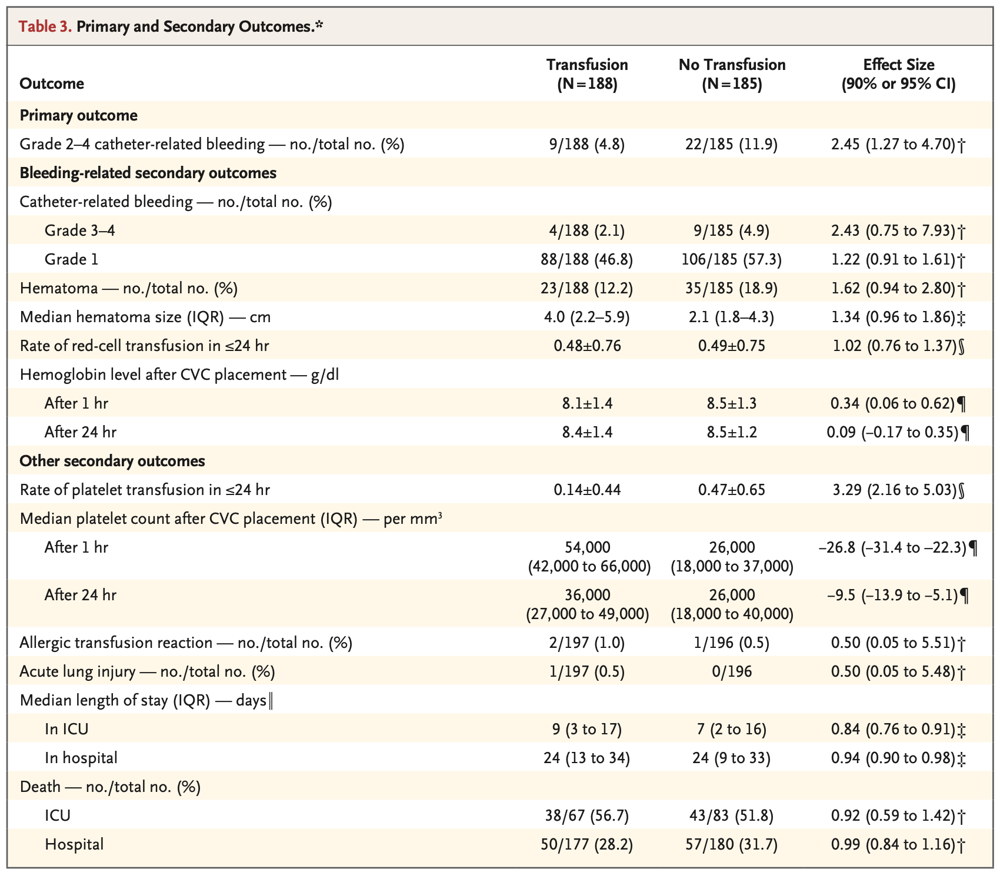 Table 3. Primary and Secondary Outcomes.*
Outcome Transfusion (N=188) No Transfusion (N=185) Effect Size (90% or 95% CI)
Primary outcome
Grade 2–4 catheter-related bleeding — no./total no. (%) 9/188 (4.8) 22/185 (11.9) 2.45 (1.27 to 4.70)†
Bleeding-related secondary outcomes
Catheter-related bleeding — no./total no. (%)
Grade 3–4 4/188 (2.1) 9/185 (4.9) 2.43 (0.75 to 7.93)†
Grade 1 88/188 (46.8) 106/185 (57.3) 1.22 (0.91 to 1.61)†
Hematoma — no./total no. (%) 23/188 (12.2) 35/185 (18.9) 1.62 (0.94 to 2.80)†
Median hematoma size (IQR) — cm 4.0 (2.2–5.9) 2.1 (1.8–4.3) 1.34 (0.96 to 1.86)‡
Rate of red-cell transfusion in ≤24 hr 0.48±0.76 0.49±0.75 1.02 (0.76 to 1.37)§
Hemoglobin level after CVC placement — g/dl
After 1 hr 8.1±1.4 8.5±1.3 0.34 (0.06 to 0.62)¶
After 24 hr 8.4±1.4 8.5±1.2 0.09 (–0.17 to 0.35)¶
Other secondary outcomes
Rate of platelet transfusion in ≤24 hr 0.14±0.44 0.47±0.65 3.29 (2.16 to 5.03)§
Median platelet count after CVC placement (IQR) — per mm³
After 1 hr 54,000 (42,000 to 66,000) 26,000 (18,000 to 37,000) –26.8 (–31.4 to –22.3)¶
After 24 hr 36,000 (27,000 to 49,000) 26,000 (18,000 to 40,000) –9.5 (–13.9 to –5.1)¶
Allergic transfusion reaction — no./total no. (%) 2/197 (1.0) 1/196 (0.5) 0.50 (0.05 to 5.51)†
Acute lung injury — no./total no. (%) 1/197 (0.5) 0/196 0.50 (0.05 to 5.48)†
Median length of stay (IQR) — days‖
In ICU 9 (3 to 17) 7 (2 to 16) 0.84 (0.76 to 0.91)‡
In hospital 24 (13 to 34) 24 (9 to 33) 0.94 (0.90 to 0.98)‡
Death — no./total no. (%)
ICU 38/67 (56.7) 43/83 (51.8) 0.92 (0.59 to 1.42)†
Hospital 50/177 (28.2) 57/180 (31.7) 0.99 (0.84 to 1.16)†